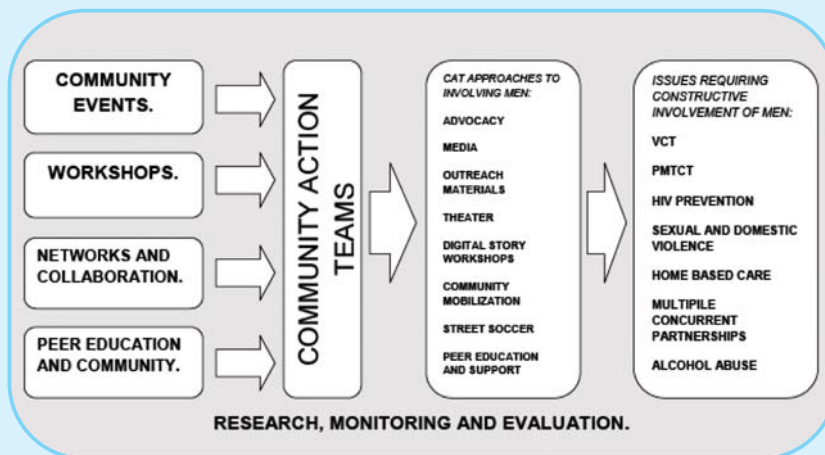 COMMUNITY
EVENTS.
WORKSHOPS.
NETWORKS AND
COLLABORATION.
PEER EDUCATION
AND COMMUNITY.
COMMUNITY ACTION
TEAMS
CAT APPROACHES TO
INVOLVING MEN:
ADVOCACY
MEDIA
OUTREACH
MATERIALS
THEATER
DIGITAL STORY
WORKSHOPS
COMMUNITY
MOBILIZATION
STREET SOCCER
PEER EDUCATION
AND SUPPORT
ISSUES REQUIRING
CONSTRUCTIVE
INVOLVEMENT OF MEN:
VCT
PMTCT
HIV PREVENTION
SEXUAL AND DOMESTIC
VIOLENCE
HOME BASED CARE
MULTIPILE
CONCURRENT
PARTNERSHIPS
ALCOHOL ABUSE
RESEARCH, MONITORING AND EVALUATION.